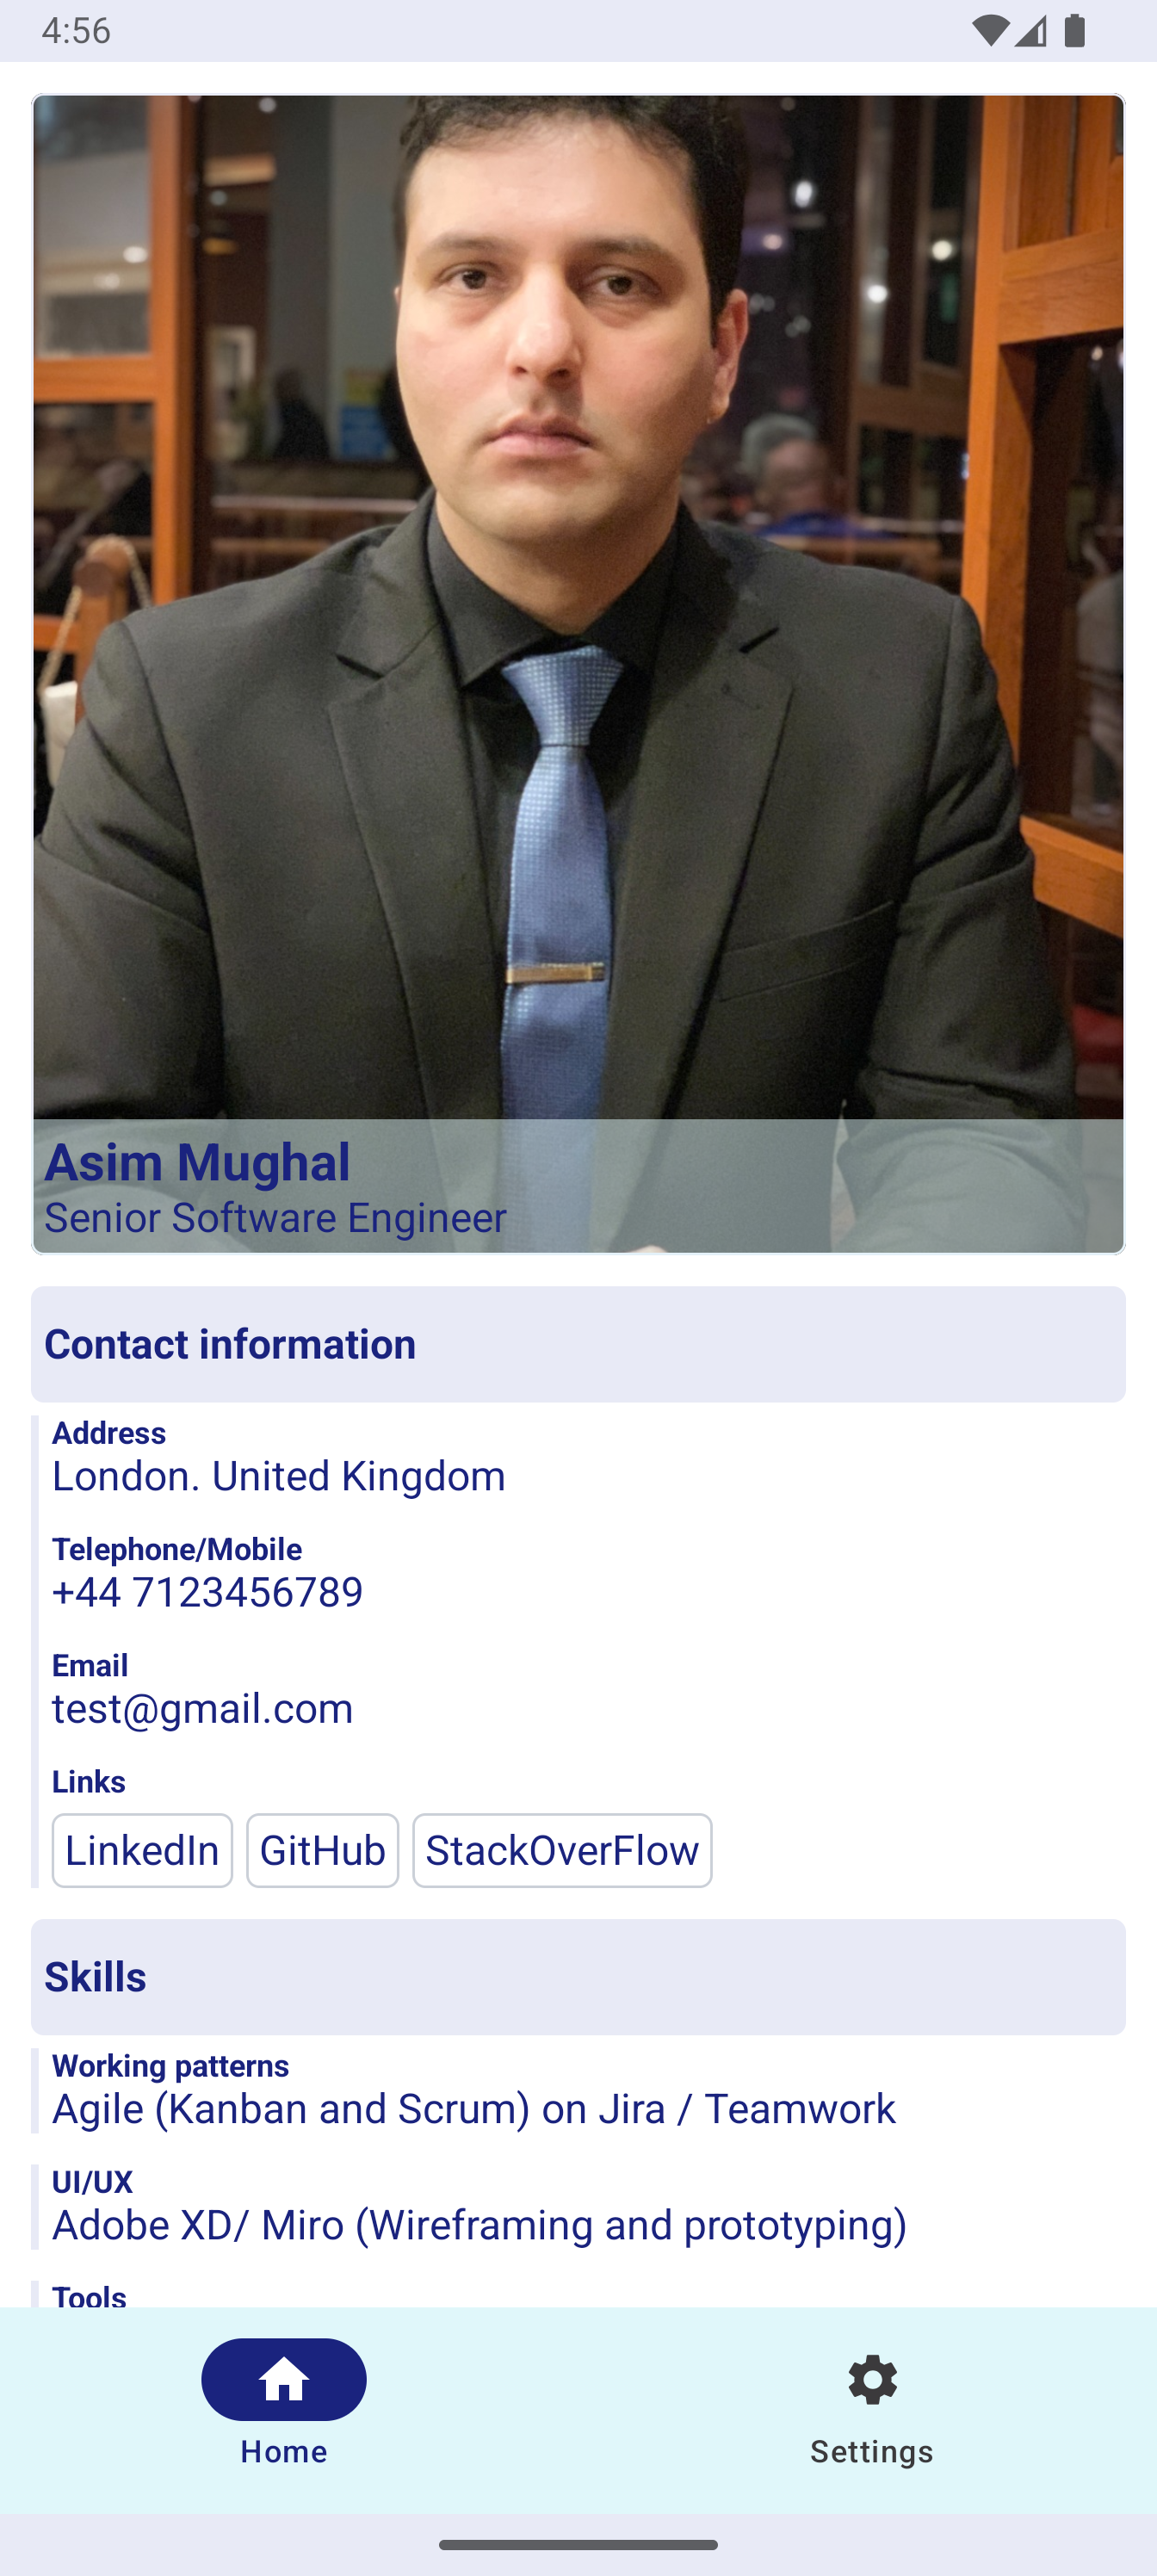 4:56
Asim Mughal
Senior Software Engineer
Contact information
Address
London. United Kingdom
Telephone/Mobile
+44 7123456789
Email
test@gmail.com
Links
LinkedIn GitHub StackOverFlow
Skills
Working patterns
Agile (Kanban and Scrum) on Jira / Teamwork
UI/UX
Adobe XD/ Miro (Wireframing and prototyping)
Tools
Home Settings